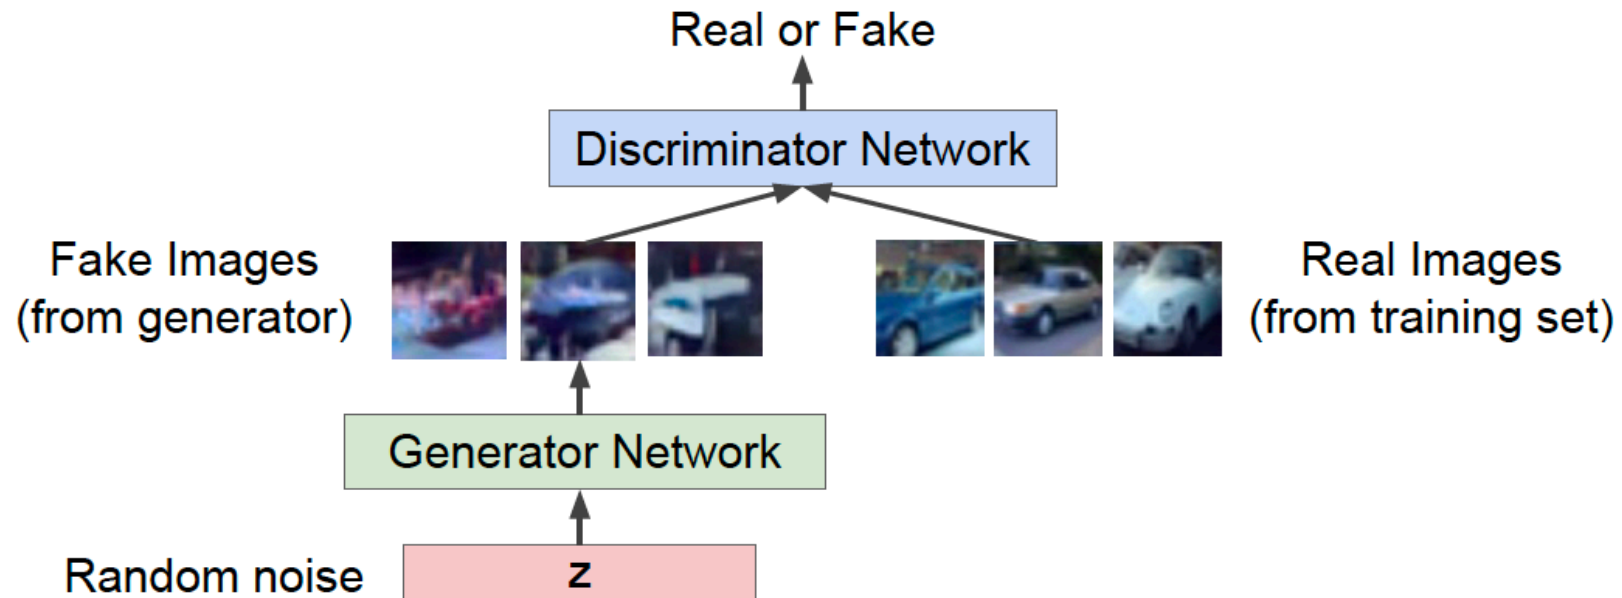 Real or Fake
Discriminator Network
Fake Images
(from generator)
Real Images
(from training set)
Generator Network
Random noise
z